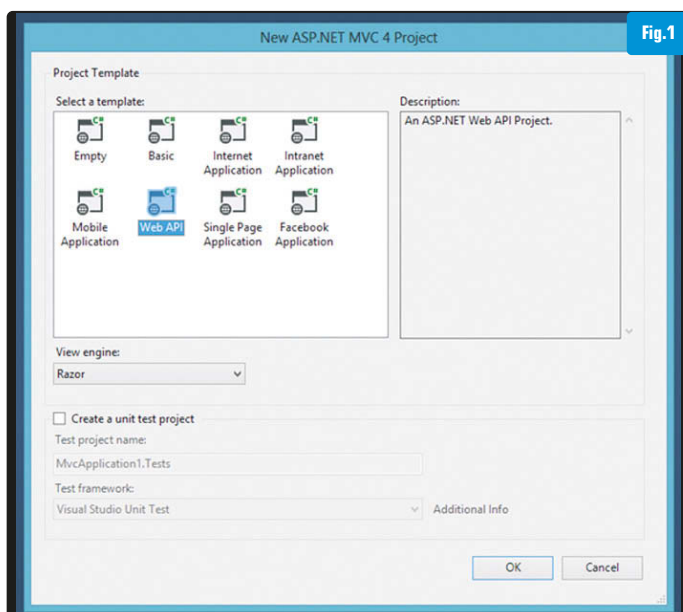 Fig.1
New ASP.NET MVC 4 Project
Project Template
Select a template:
Description:
Empty
Basic
Internet Application
Intranet Application
Mobile Application
Web API
Single Page Application
Facebook Application
An ASP.NET Web API Project.
View engine:
Razor
Create a unit test project
Test project name:
MvcApplication1.Tests
Test framework:
Visual Studio Unit Test
Additional Info
OK
Cancel